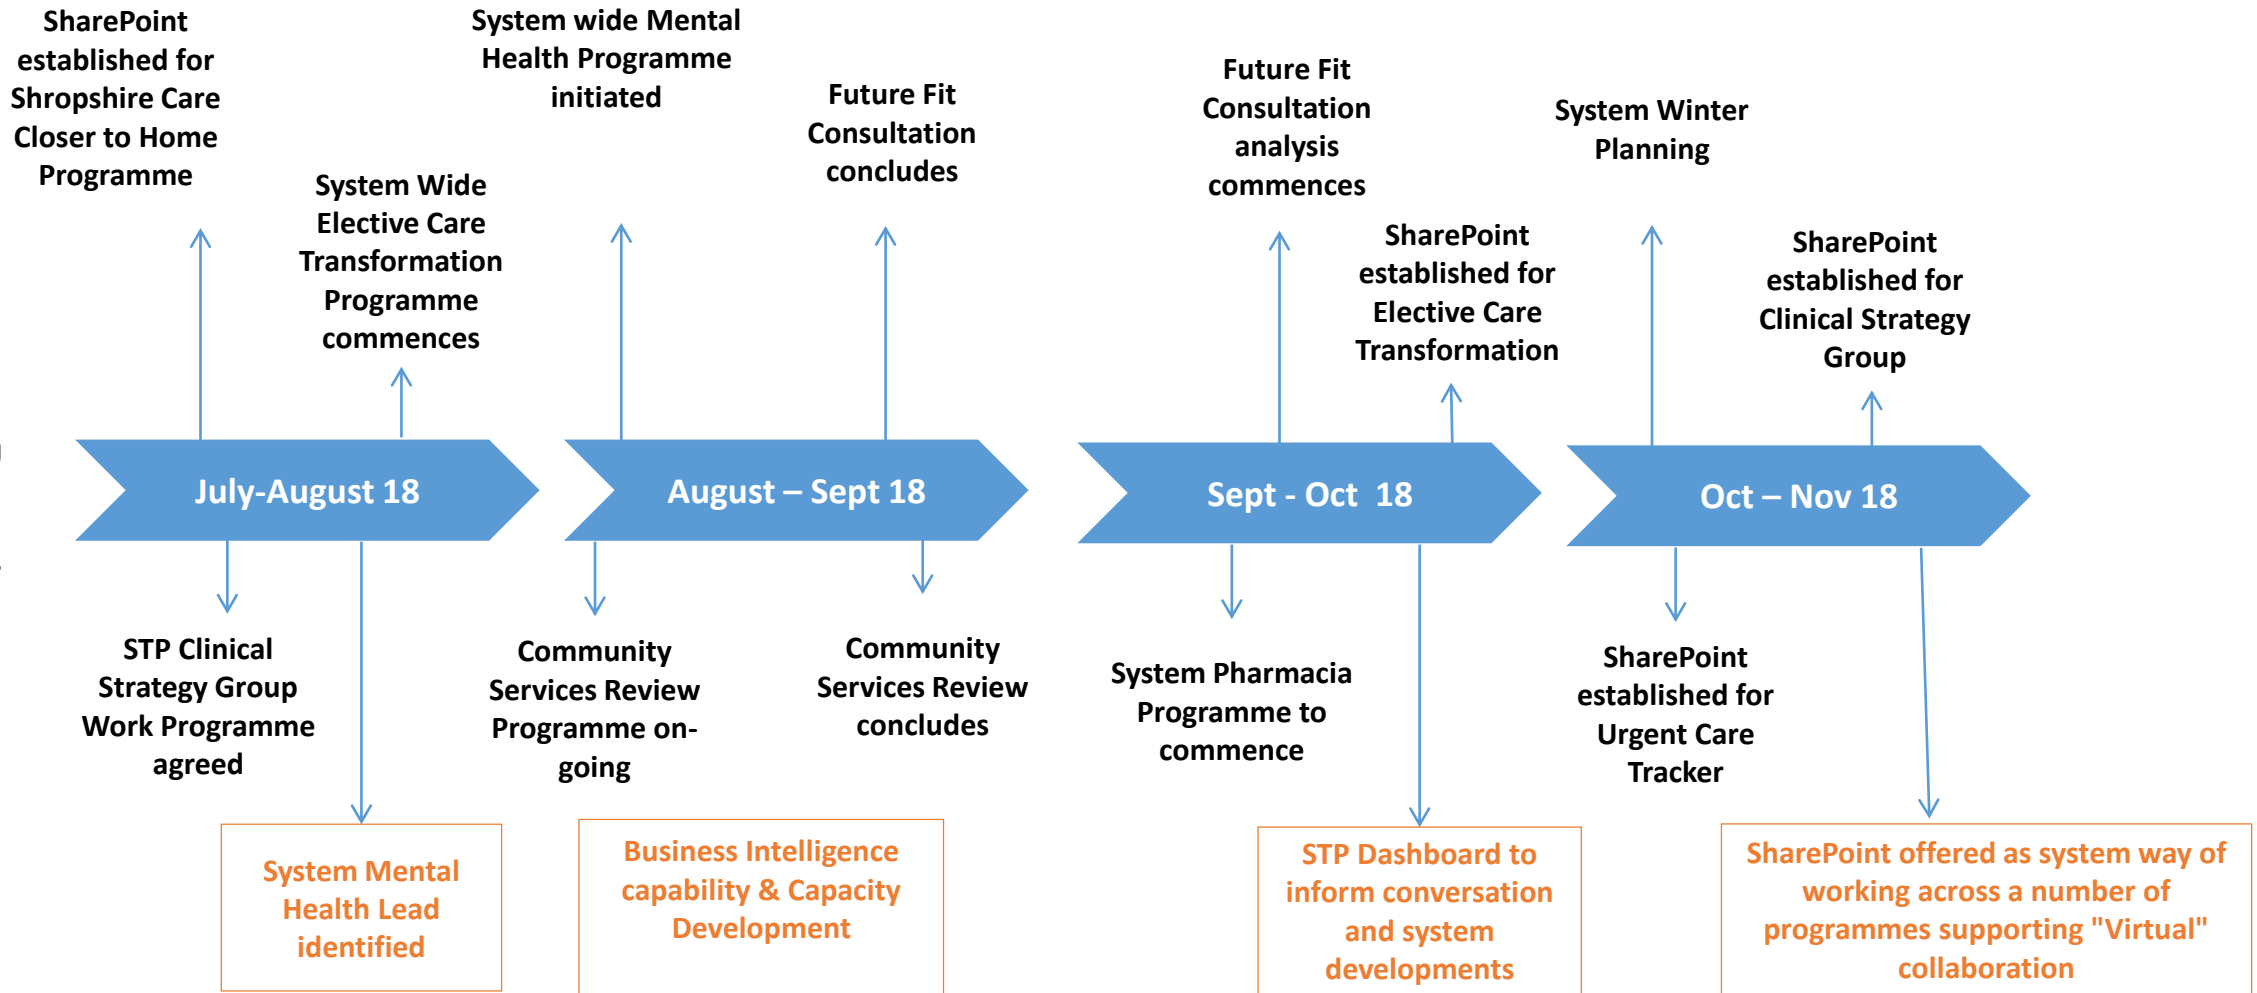 SharePoint
established for
Shropshire Care
Closer to Home
Programme
System Wide
Elective Care
Transformation
Programme
commences
System wide Mental
Health Programme
initiated
Future Fit
Consultation
concludes
Future Fit
Consultation
analysis
commences
SharePoint
established for
Elective Care
Transformation
System Winter
Planning
SharePoint
established for
Clinical Strategy
Group
July-August 18
August – Sept 18
Sept - Oct  18
Oct – Nov 18
STP Clinical
Strategy Group
Work Programme
agreed
Community
Services Review
Programme on-
going
Community
Services Review
concludes
System Pharmacia
Programme to
commence
SharePoint
established for
Urgent Care
Tracker
System Mental
Health Lead
identified
Business Intelligence
capability & Capacity
Development
STP Dashboard to
inform conversation
and system
developments
SharePoint offered as system way of
working across a number of
programmes supporting "Virtual"
collaboration